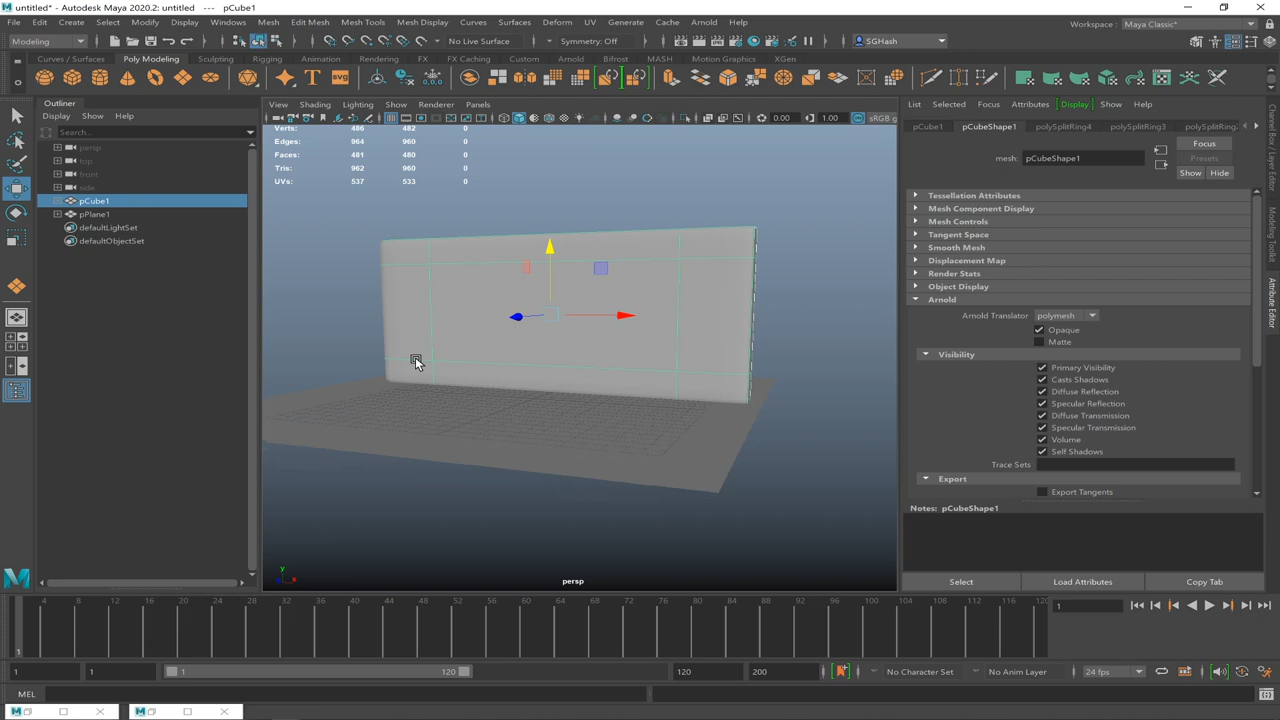 untitled* - Autodesk Maya 2020.2: untitled --- pCube1
File Edit Create Select Modify Display Windows Mesh Edit Mesh Mesh Tools Mesh Display Curves Surfaces Deform UV Generate Cache Arnold Help
Workspace : Maya Classic*
Modeling No Live Surface Symmetry: Off SGHash
Curves / Surfaces Poly Modeling Sculpting Rigging Animation Rendering FX FX Caching Custom Arnold Bifrost MASH Motion Graphics XGen
Outliner
Display Show Help
Search...
persp
top
front
side
pCube1
pPlane1
defaultLightSet
defaultObjectSet
View Shading Lighting Show Renderer Panels
0.00 1.00 sRGB g
Verts: 486 482 0
Edges: 964 960 0
Faces: 481 480 0
Tris: 962 960 0
UVs: 537 533 0
persp
List Selected Focus Attributes Display Show Help
pCube1 pCubeShape1 polySplitRing4 polySplitRing3 polySplitRing.
Focus
mesh: pCubeShape1
Presets
Show Hide
Tessellation Attributes
Mesh Component Display
Mesh Controls
Tangent Space
Smooth Mesh
Displacement Map
Render Stats
Object Display
Arnold
Arnold Translator polymesh
Opaque
Matte
Visibility
Primary Visibility
Casts Shadows
Diffuse Reflection
Specular Reflection
Diffuse Transmission
Specular Transmission
Volume
Self Shadows
Trace Sets
Export
Export Tangents
Notes: pCubeShape1
Select Load Attributes Copy Tab
Channel Box / Layer Editor
Modeling Toolkit
Attribute Editor
4 8 12 16 20 24 28 32 36 40 44 48 52 56 60 64 68 72 76 80 84 88 92 96 100 104 108 112 116 120
1
1
1 1 1 120 120 200 No Character Set No Anim Layer 24 fps
MEL